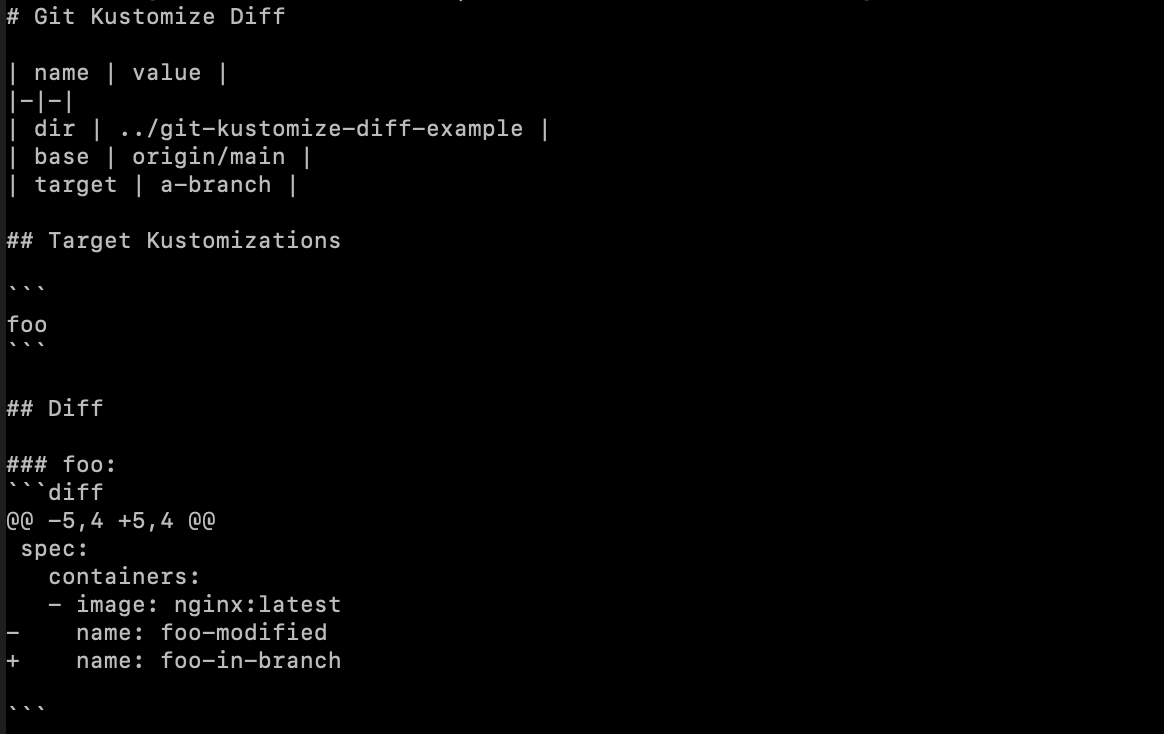 # Git Kustomize Diff

| name | value |
|-|-|
| dir | ../git-kustomize-diff-example |
| base | origin/main |
| target | a-branch |

## Target Kustomizations

```
foo
```

## Diff

### foo:
```diff
@@ -5,4 +5,4 @@
 spec:
   containers:
   - image: nginx:latest
-    name: foo-modified
+    name: foo-in-branch

```